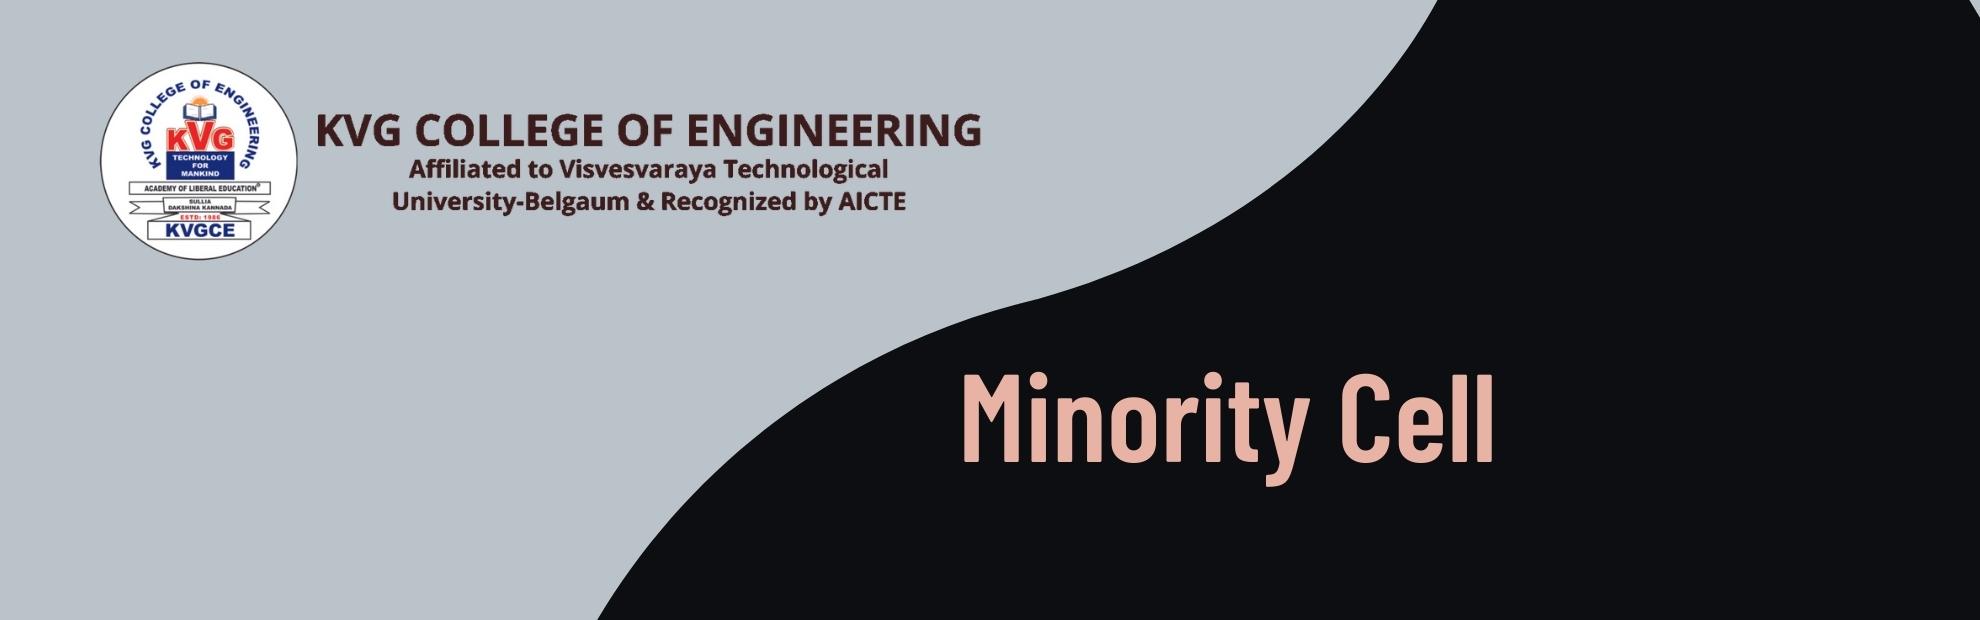 KVG COLLEGE OF ENGINEERING
KVG
TECHNOLOGY
FOR
MANKIND
ACADEMY OF LIBERAL EDUCATION®
SULLIA
DAKSHINA KANNADA
ESTD: 1986
KVGCE
KVG COLLEGE OF ENGINEERING
Affiliated to Visvesvaraya Technological
University-Belgaum & Recognized by AICTE
Minority Cell